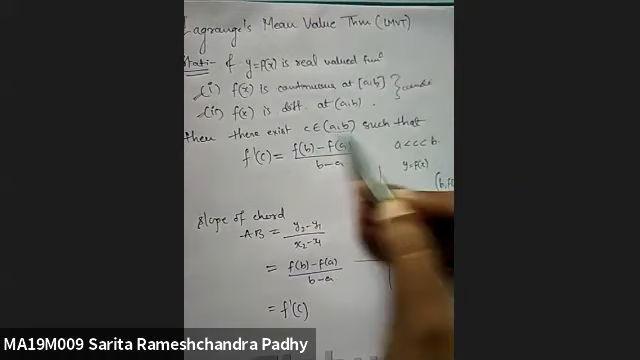 Lagrange's Mean Value Thm (LMVT)
Stat:- If y=f(x) is real valued func
(i) f(x) is continuous at [a,b]
(ii) f(x) is diff. at (a,b).
then there exist c∈(a,b) such that
f'(c) = f(b) - f(a) / b-a
a<c<b
y=f(x)
(b, f(
Slope of chord
AB = y2-y1 / x2-x1
= f(b)-f(a) / b-a
= f'(c)
MA19M009 Sarita Rameshchandra Padhy